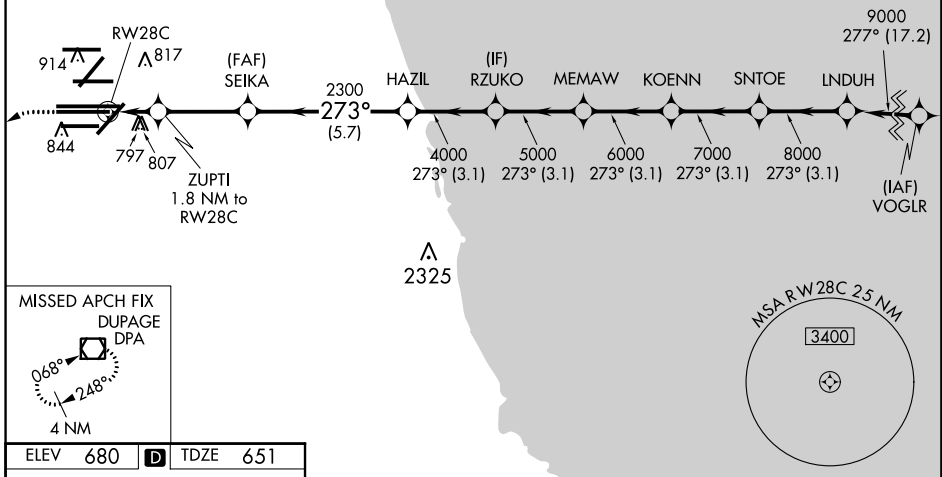 RW28C
914
817
(FAF)
SEIKA
HAZIL
(IF)
RZUKO
MEMAW
KOENN
SNTOE
LNDUH
9000
277° (17.2)
2300
273°
(5.7)
844
797
807
ZUPTI
1.8 NM to
RW28C
4000
273° (3.1)
5000
273° (3.1)
6000
273° (3.1)
7000
273° (3.1)
8000
273° (3.1)
(IAF)
VOGLR
2325
MISSED APCH FIX
DUPAGE
DPA
068°
248°
4 NM
MSA RW28C 25 NM
3400
ELEV 680 D TDZE 651